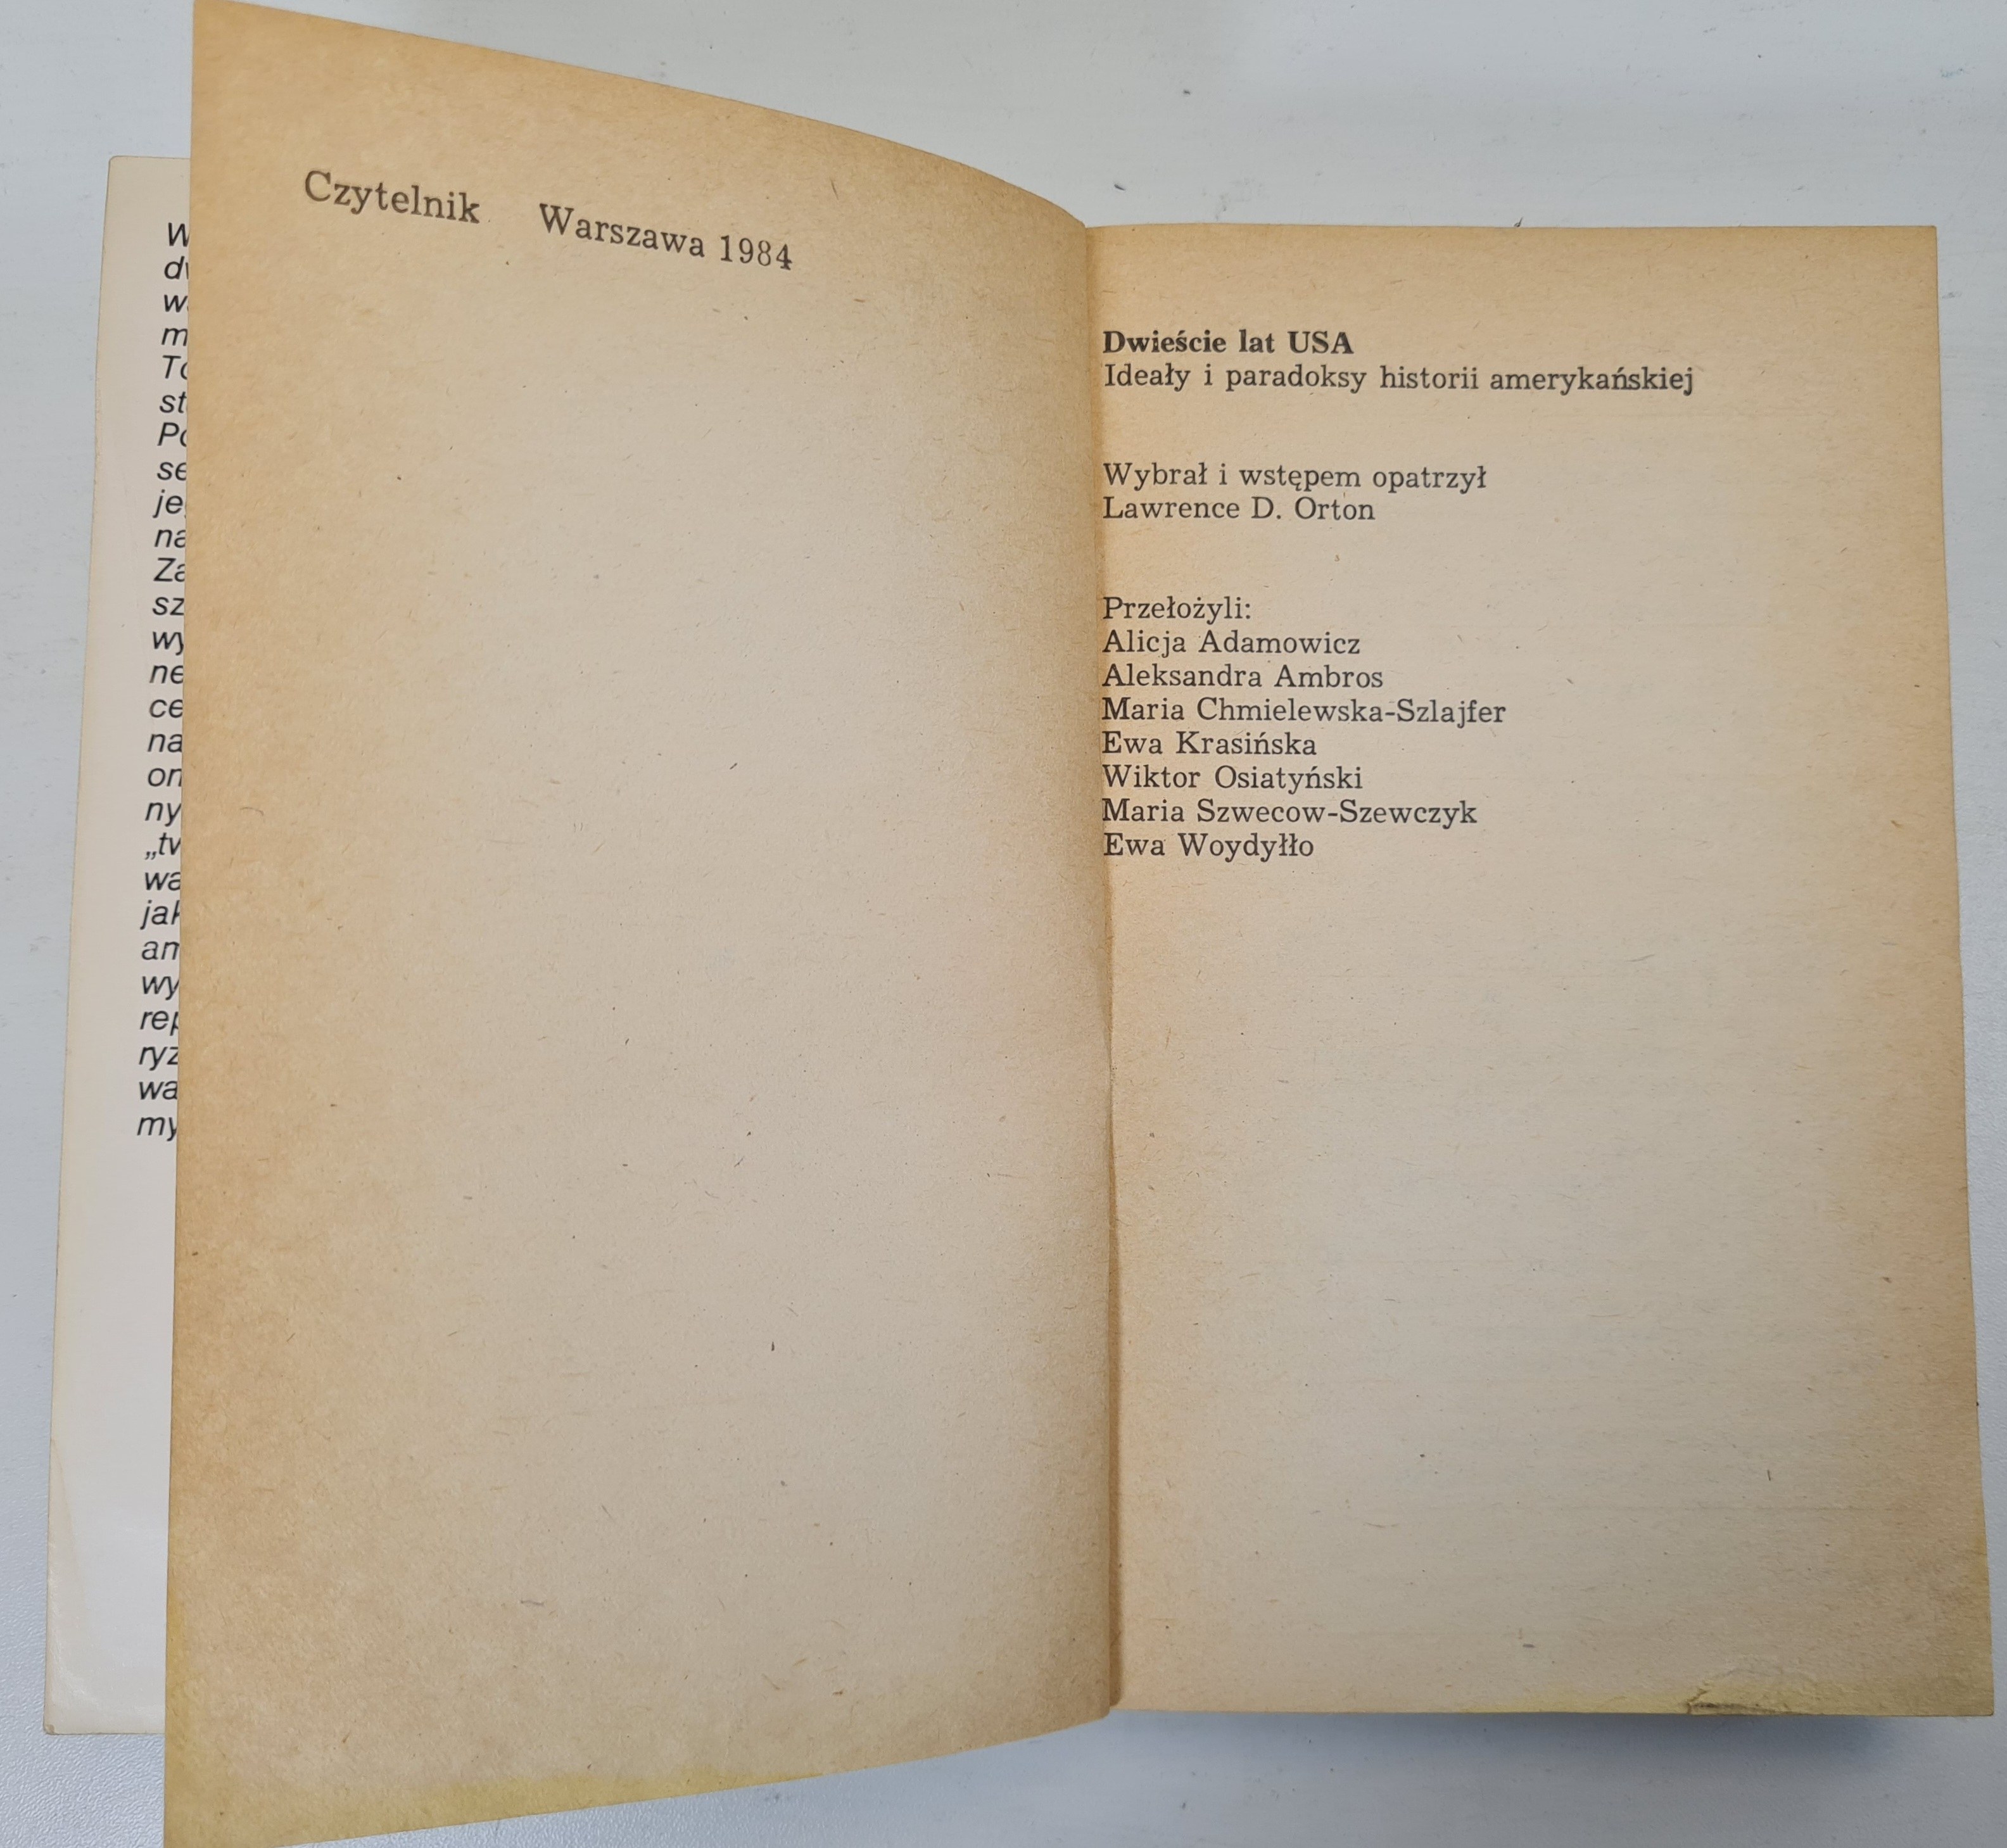 Czytelnik Warszawa 1984
Dwieście lat USA
Ideały i paradoksy historii amerykańskiej
Wybrał i wstępem opatrzył
Lawrence D. Orton
Przełożyli:
Alicja Adamowicz
Aleksandra Ambros
Maria Chmielewska-Szlajfer
Ewa Krasińska
Wiktor Osiatyński
Maria Szwecow-Szewczyk
Ewa Woydyłło